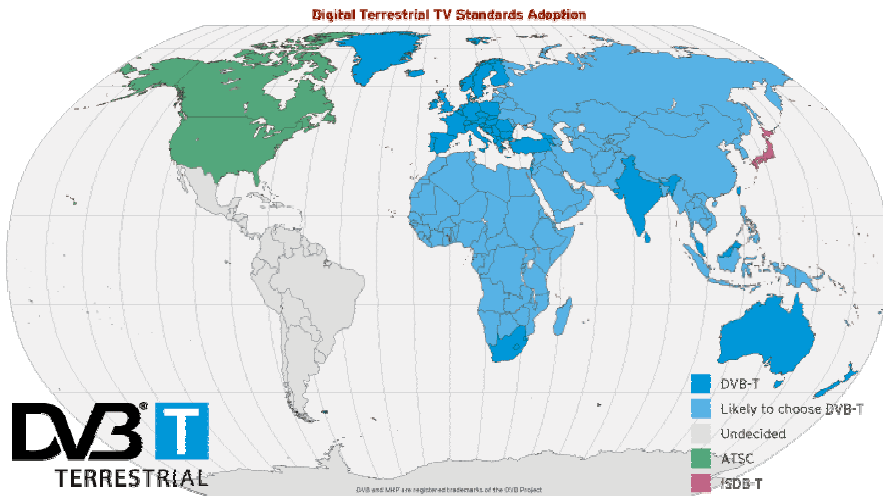 Digital Terrestrial TV Standards Adoption
DVB-T
Likely to choose DVB-T
Undecided
ATSC
ISDB-T
DVB® T
TERRESTRIAL
DVB and MHP are registered trademarks of the DVB Project